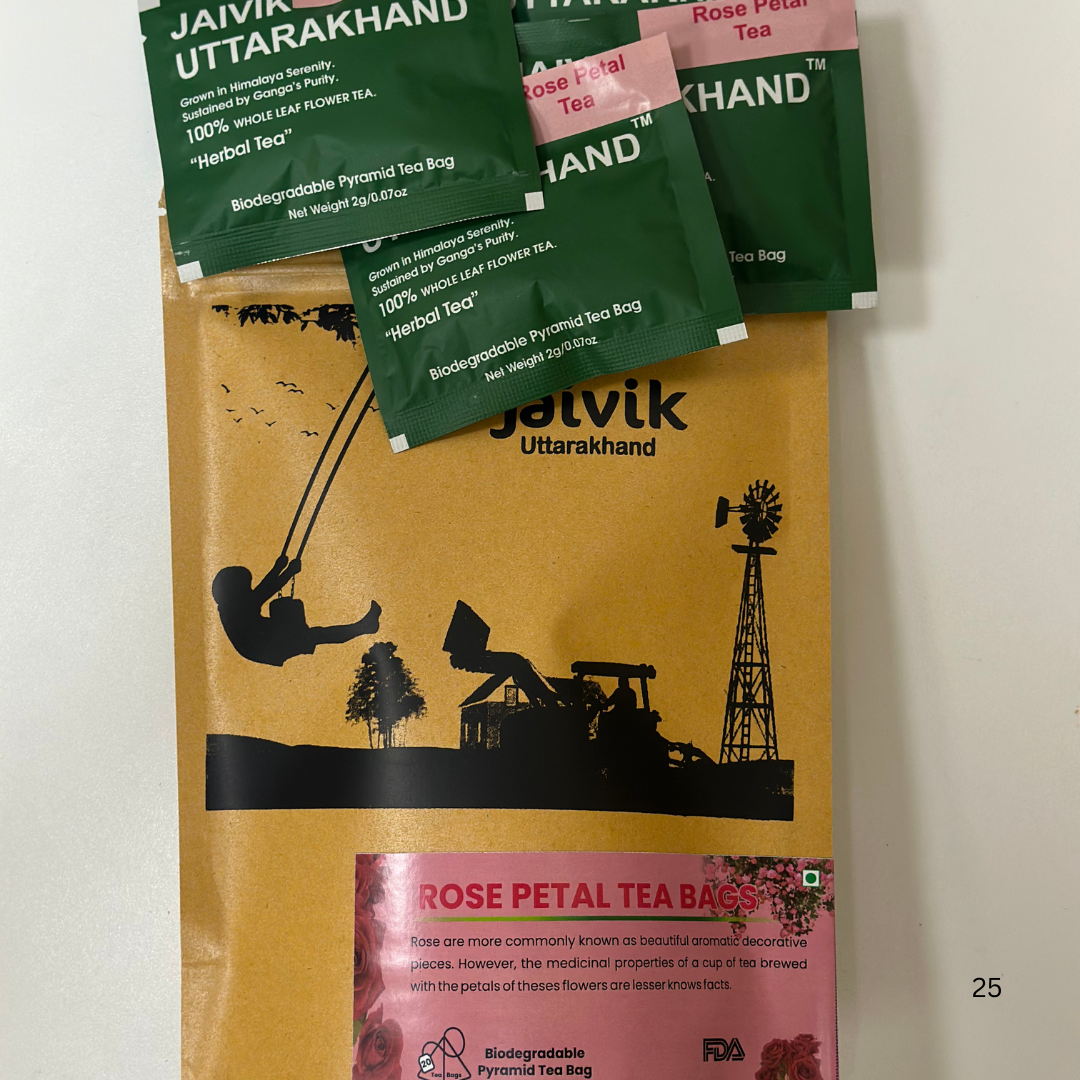 JAIVIK
UTTARAKHAND
Grown in Himalaya Serenity.
Sustained by Ganga's Purity.
100% WHOLE LEAF FLOWER TEA.
"Herbal Tea"
Biodegradable Pyramid Tea Bag
Net Weight 2g/0.07oz
Rose Petal
Tea
HAND™
Grown in Himalaya Serenity.
Sustained by Ganga's Purity.
100% WHOLE LEAF FLOWER TEA.
"Herbal Tea"
Biodegradable Pyramid Tea Bag
Net Weight 2g/0.07oz
Rose Petal
Tea
KHAND™
Tea Bag
Jaivik
Uttarakhand
ROSE PETAL TEA BAGS
Rose are more commonly known as beautiful aromatic decorative
pieces. However, the medicinal properties of a cup of tea brewed
with the petals of theses flowers are lesser knows facts.
20
Tea Bags
Biodegradable
Pyramid Tea Bag
FDA
25